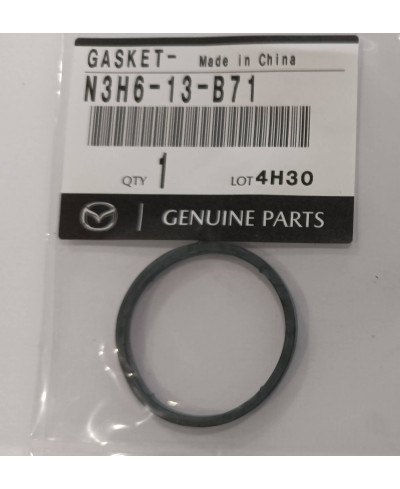 GASKET- Made in China
N3H6-13-B71
QTY 1 LOT 4H30
GENUINE PARTS